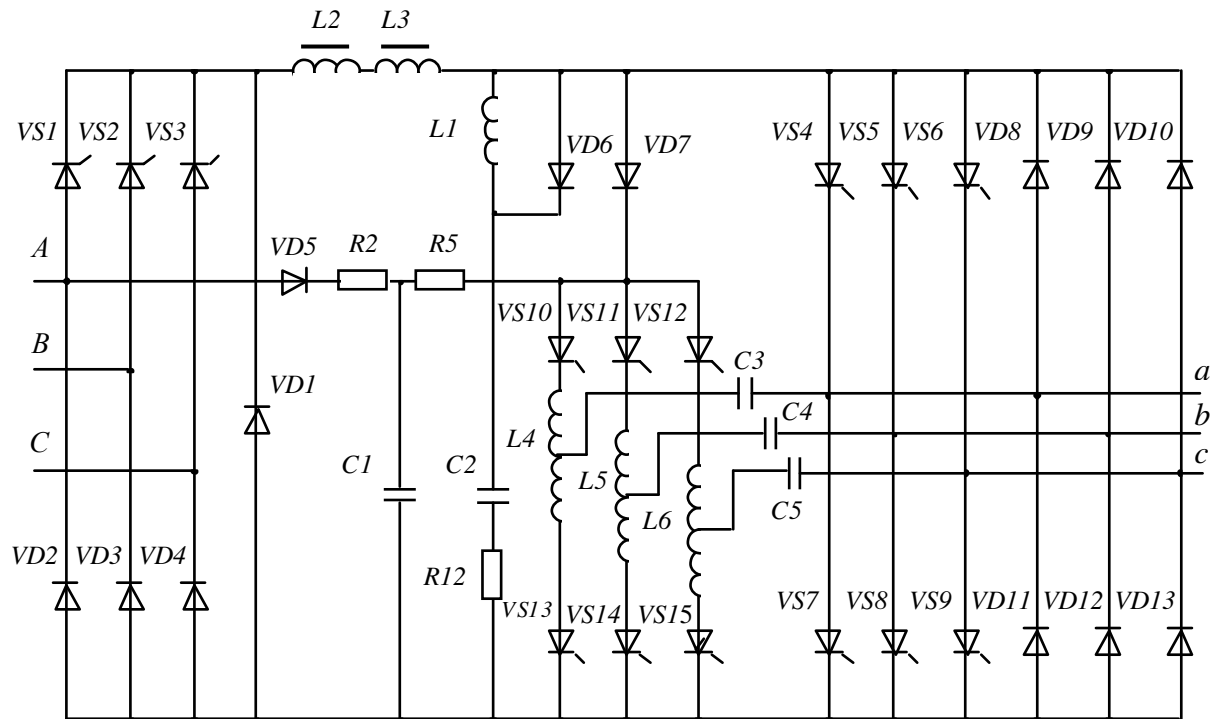 L2 L3
L1
VS1 VS2 VS3
VD6 VD7
VS4 VS5 VS6 VD8 VD9 VD10
A
VD5 R2 R5
VS10 VS11 VS12
B
C3
a
VD1
C4
b
C
L4
c
C1 C2
L5
C5
L6
VD2 VD3 VD4
R12
VS13 VS14 VS15
VS7 VS8 VS9 VD11 VD12 VD13